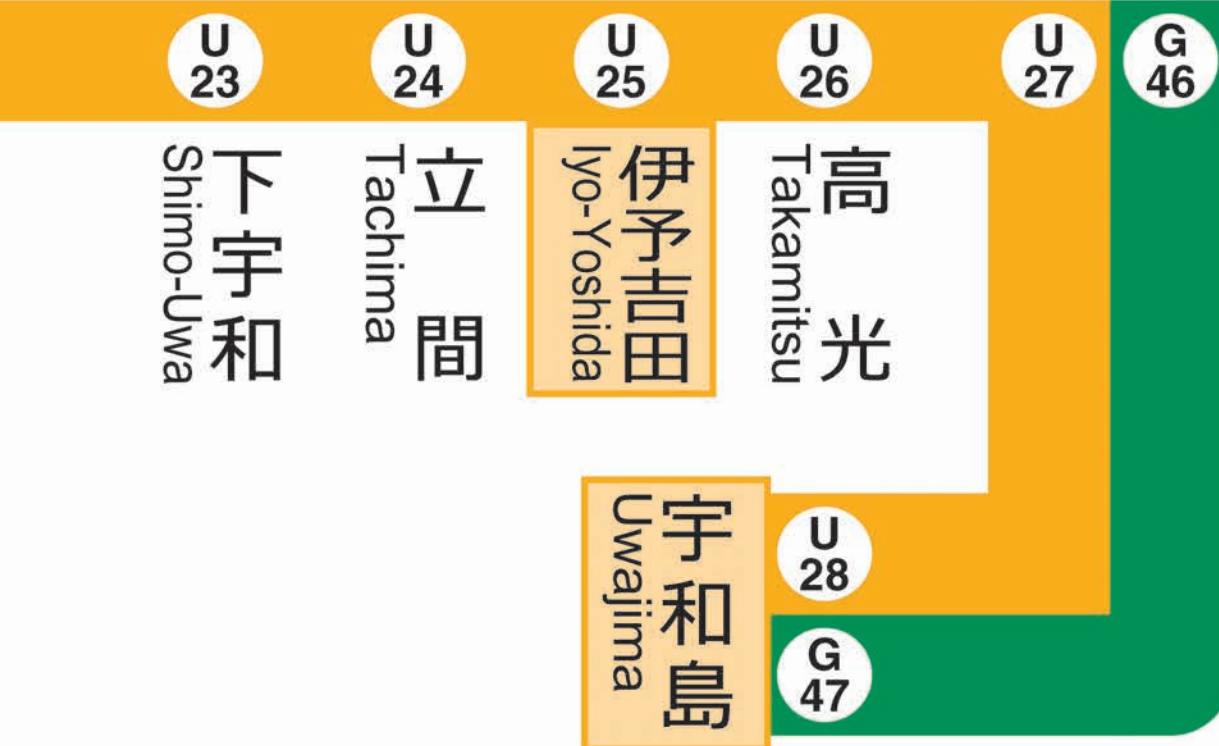 U
23
U
24
U
25
U
26
U
27
G
46
下宇和
Shimo-Uwa
立間
Tachima
伊予吉田
Iyo-Yoshida
高光
Takamitsu
宇和島
Uwajima
U
28
G
47